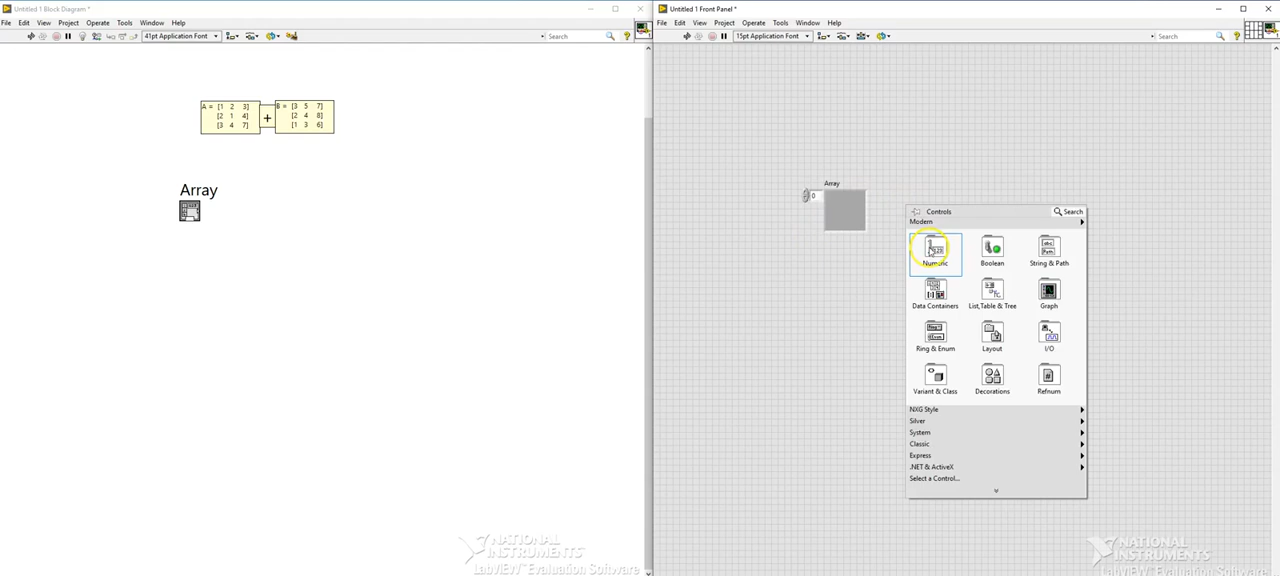 Untitled 1 Block Diagram *
File Edit View Project Operate Tools Window Help
41pt Application Font
Search
A = [1 2 3]
[2 1 4]
[3 4 7]
+
B = [3 5 7]
[2 4 8]
[1 3 6]
Array
NATIONAL
INSTRUMENTS
LabVIEW Evaluation Software
Untitled 1 Front Panel *
File Edit View Project Operate Tools Window Help
15pt Application Font
Search
Array
0
Controls
Search
Modern
Numeric
Boolean
String & Path
Data Containers
List, Table & Tree
Graph
Ring & Enum
Layout
I/O
Variant & Class
Decorations
Refnum
NXG Style
Silver
System
Classic
Express
.NET & ActiveX
Select a Control...
NATIONAL
INSTRUMENTS
LabVIEW Evaluation Software